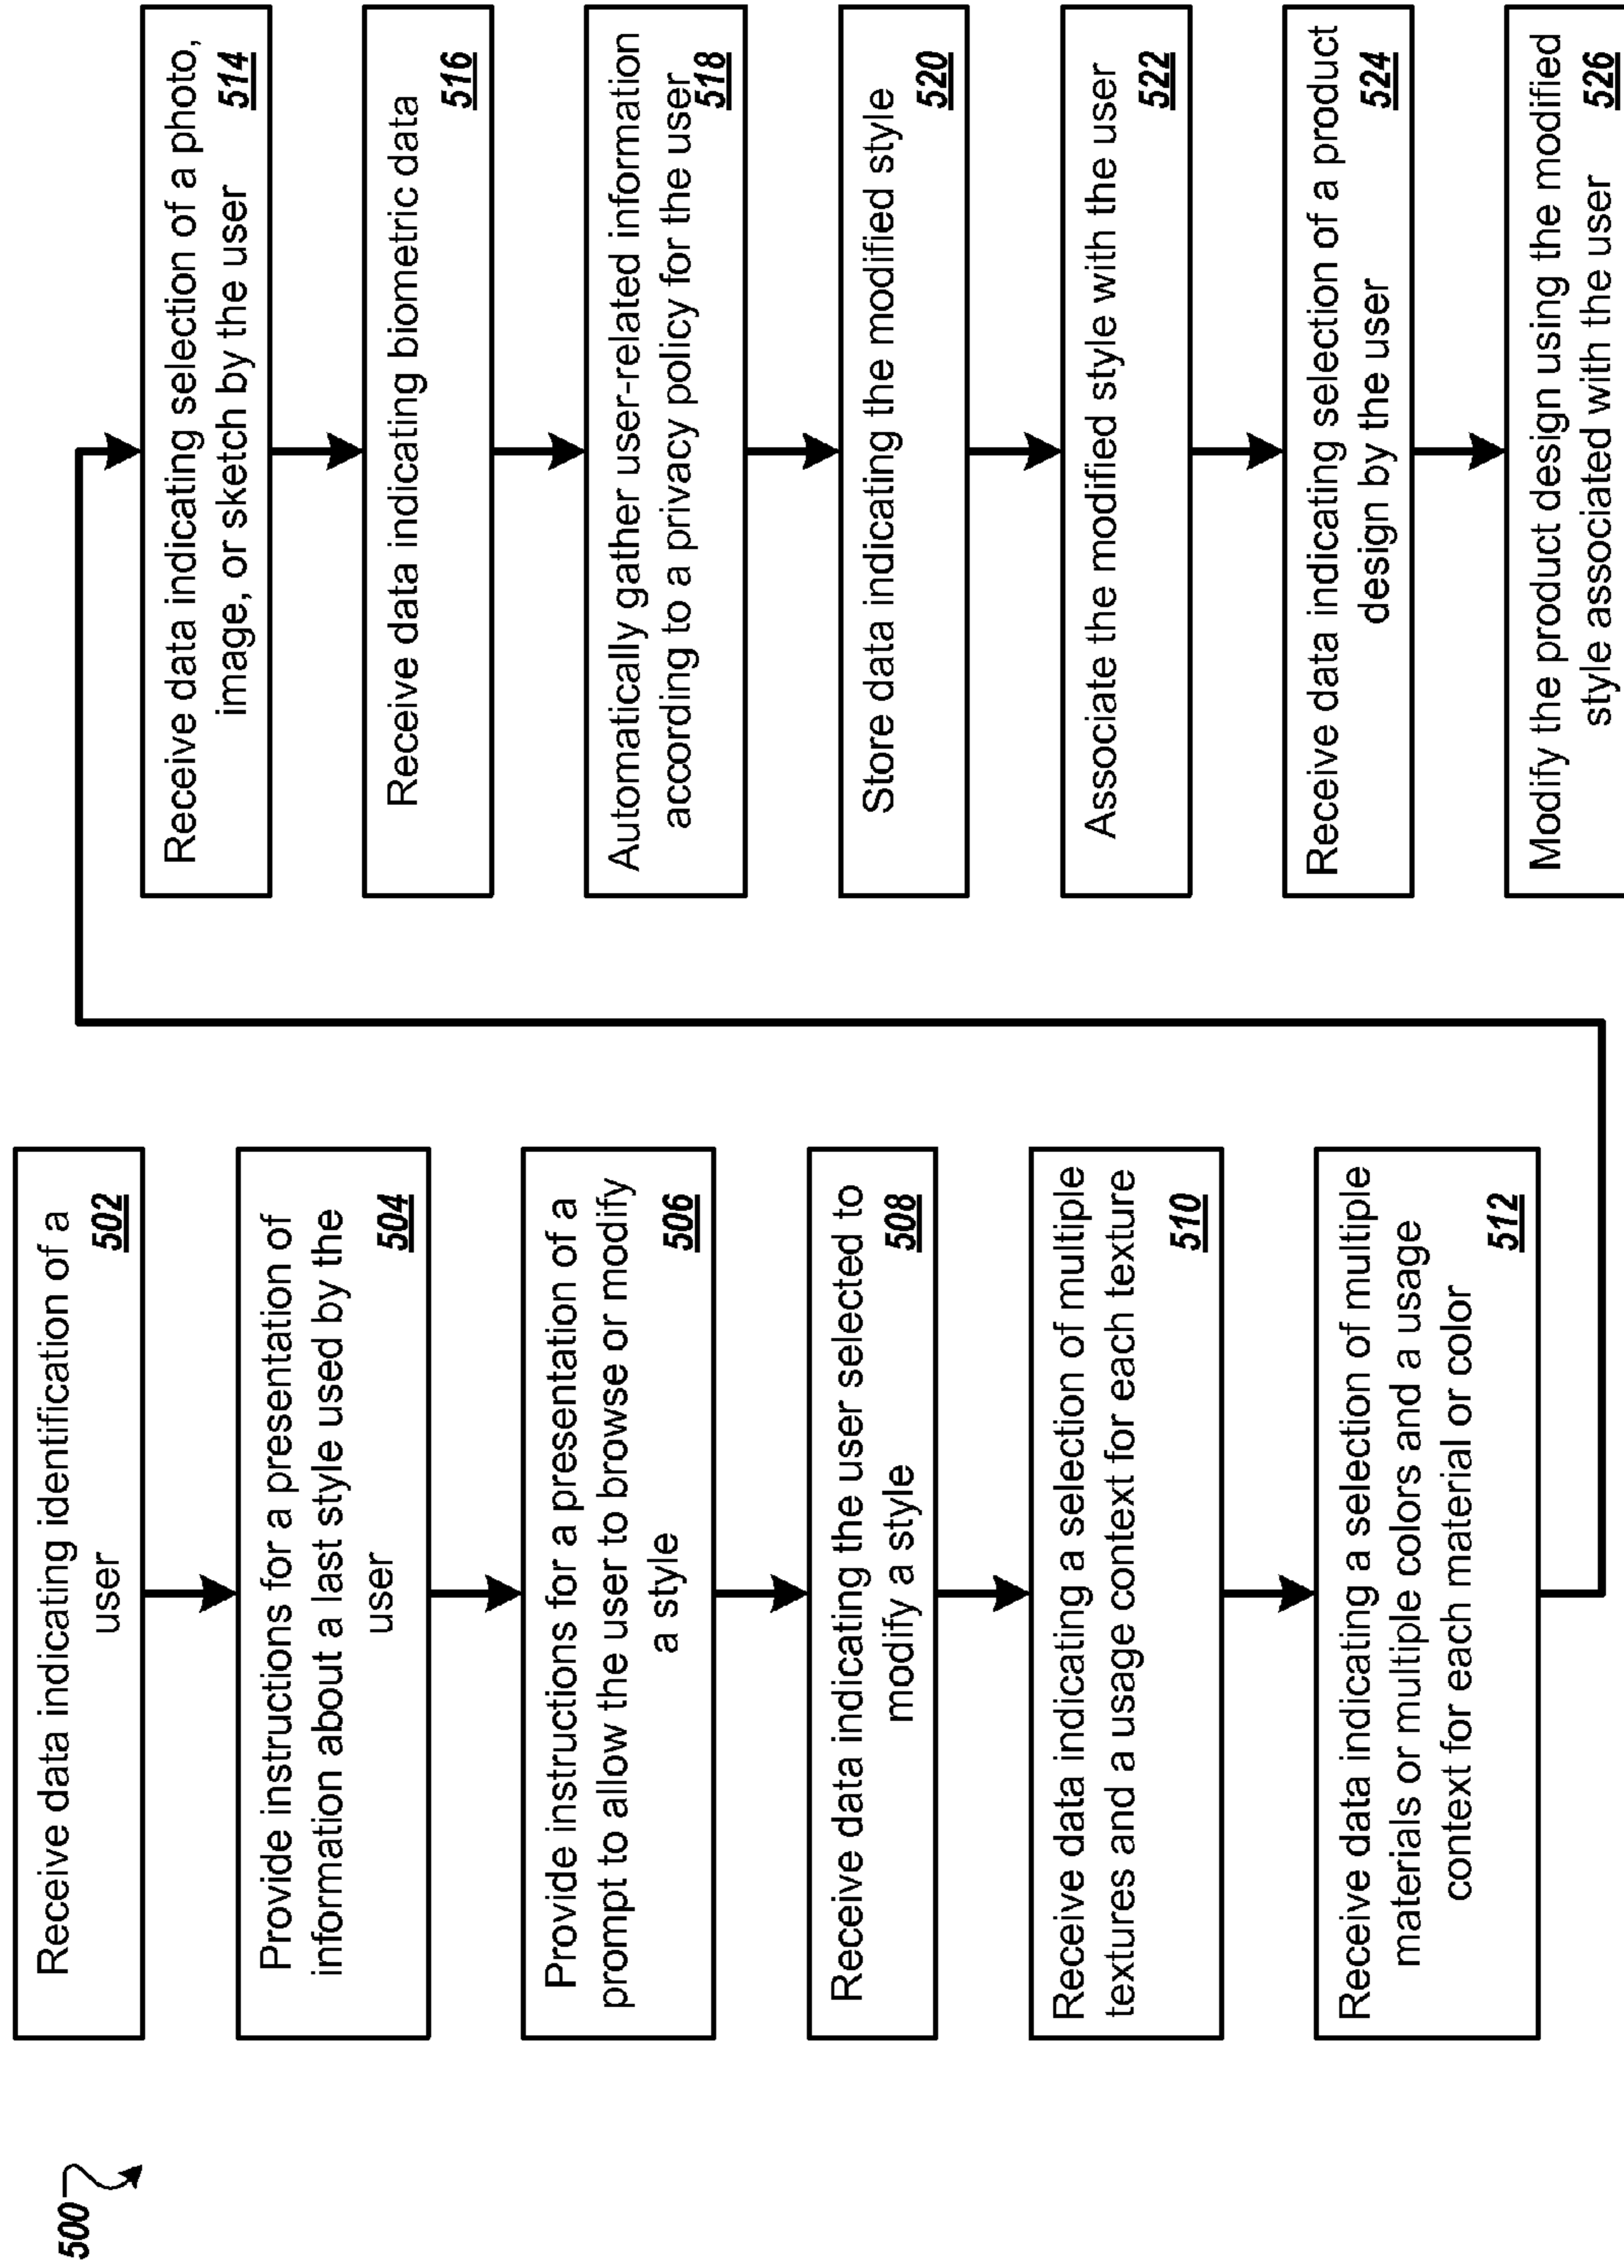 500
Receive data indicating identification of a
user
502
Provide instructions for a presentation of
information about a last style used by the
user
504
Provide instructions for a presentation of a
prompt to allow the user to browse or modify
a style
506
Receive data indicating the user selected to
modify a style
508
Receive data indicating a selection of multiple
textures and a usage context for each texture
510
Receive data indicating a selection of multiple
materials or multiple colors and a usage
context for each material or color
512
Receive data indicating selection of a photo,
image, or sketch by the user
514
Receive data indicating biometric data
516
Automatically gather user-related information
according to a privacy policy for the user
518
Store data indicating the modified style
520
Associate the modified style with the user
522
Receive data indicating selection of a product
design by the user
524
Modify the product design using the modified
style associated with the user
526